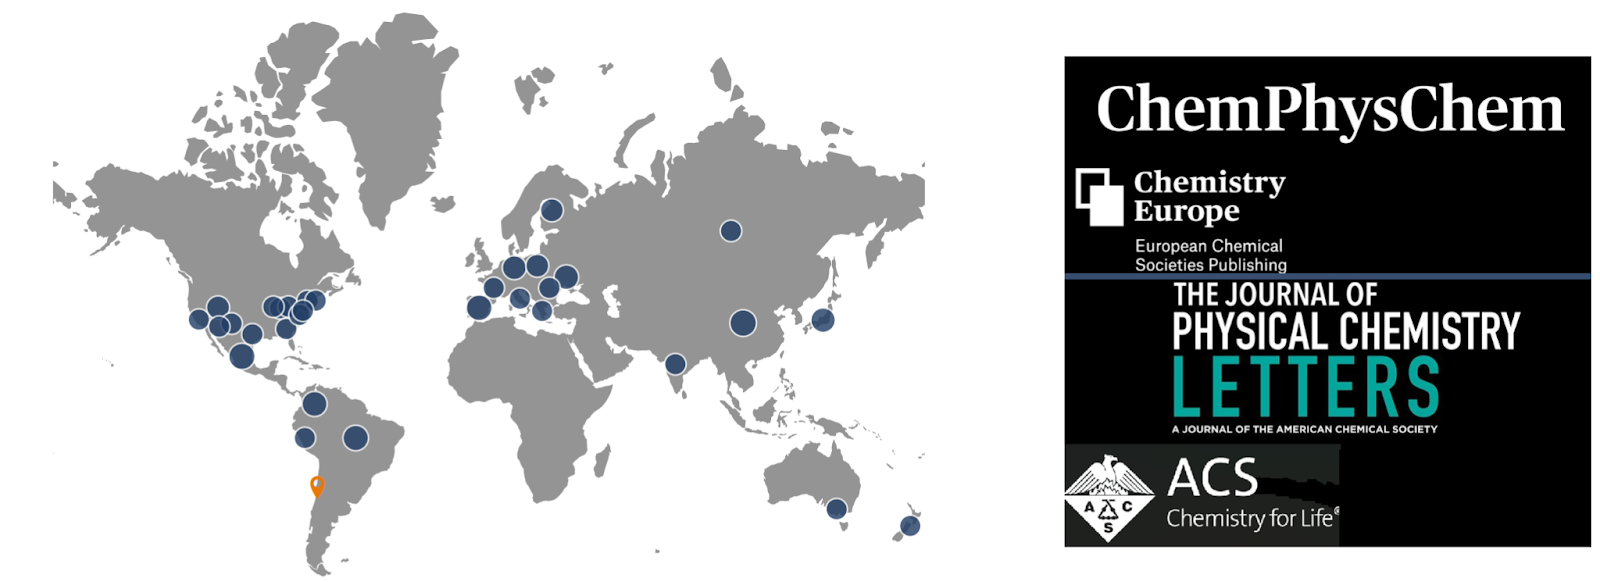 ChemPhysChem
Chemistry
Europe
European Chemical
Societies Publishing
THE JOURNAL OF
PHYSICAL CHEMISTRY
LETTERS
A JOURNAL OF THE AMERICAN CHEMICAL SOCIETY
A C
S
ACS
Chemistry for Life®